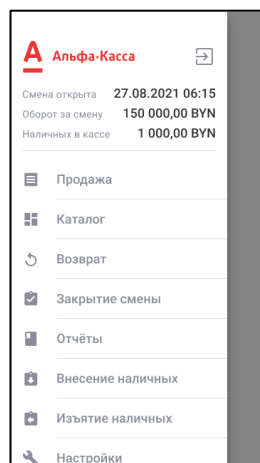 Альфа-Касса
Смена открыта 27.08.2021 06:15
Оборот за смену 150 000,00 BYN
Наличных в кассе 1 000,00 BYN
Продажа
Каталог
Возврат
Закрытие смены
Отчёты
Внесение наличных
Изъятие наличных
Настройки